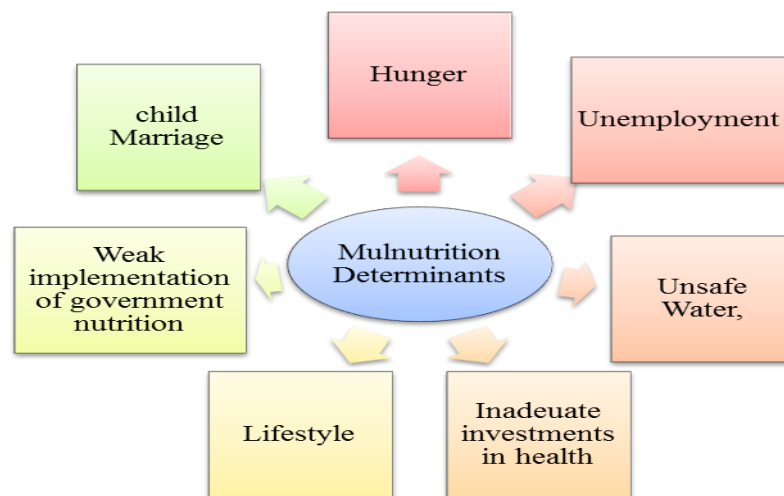 Hunger
Unemployment
child
Marriage
Mulnutrition
Determinants
Weak
implementation
of government
nutrition
Unsafe
Water,
Lifestyle
Inadeuate
investments
in health